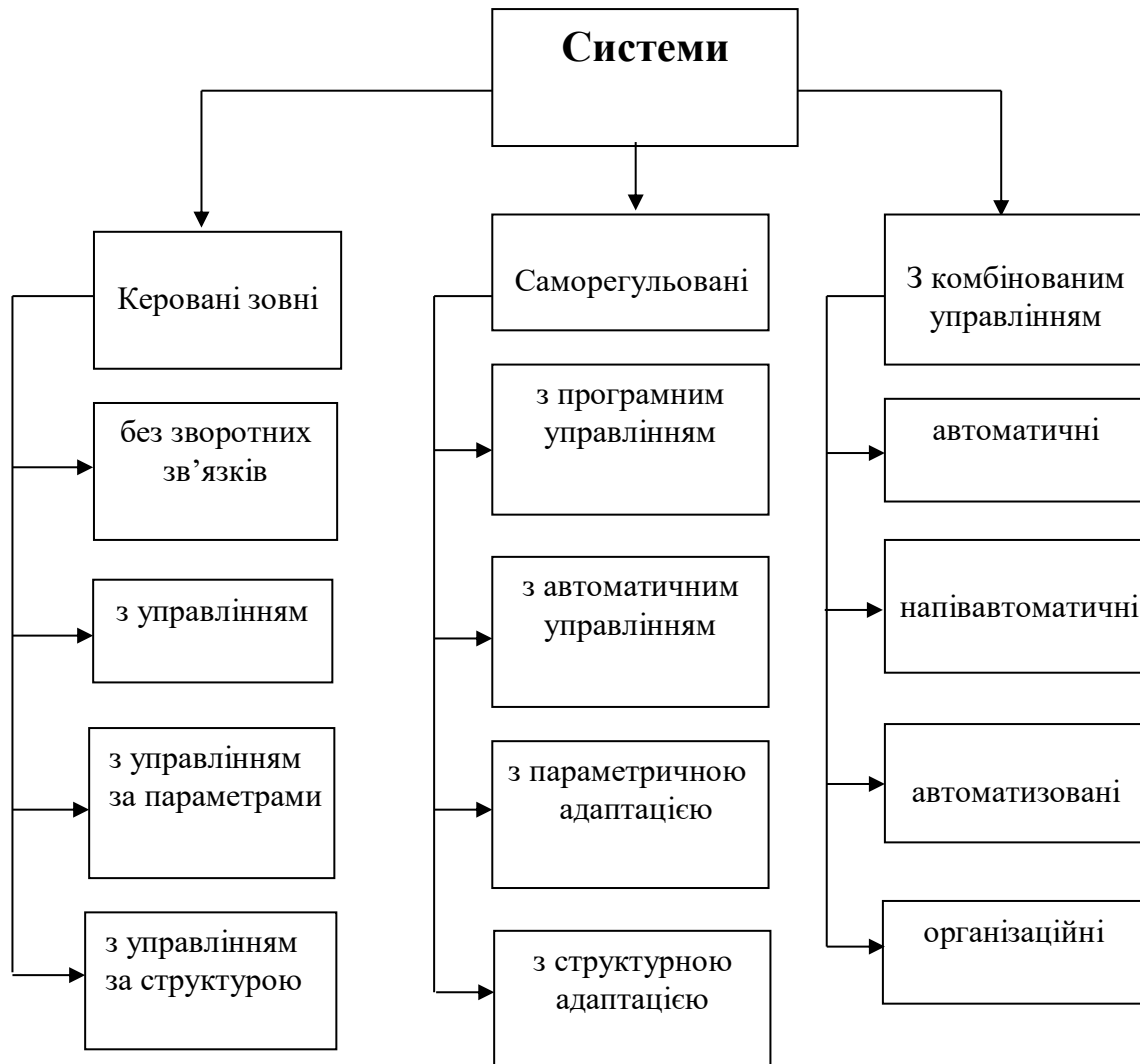 Системи
Керовані зовні
без зворотних
зв’язків
з управлінням
з управлінням
за параметрами
з управлінням
за структурою
Саморегульовані
з програмним
управлінням
з автоматичним
управлінням
з параметричною
адаптацією
з структурною
адаптацією
З комбінованим
управлінням
автоматичні
напівавтоматичні
автоматизовані
організаційні